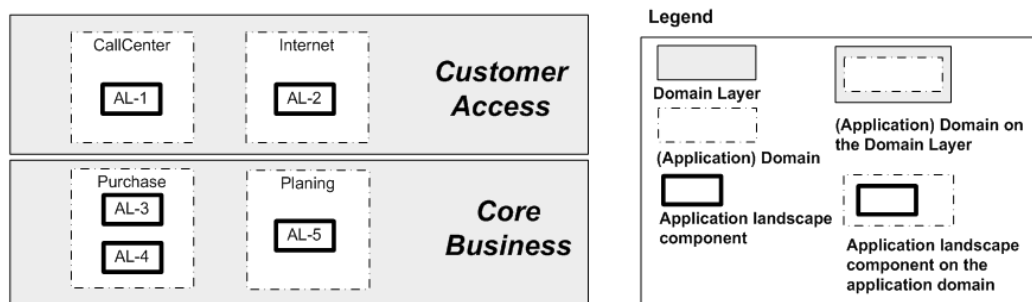 CallCenter
Internet
AL-1
AL-2
Customer
Access
Purchase
Planing
AL-3
AL-4
AL-5
Core
Business
Legend
Domain Layer
(Application) Domain on
the Domain Layer
(Application) Domain
Application landscape
component
Application landscape
component on the
application domain